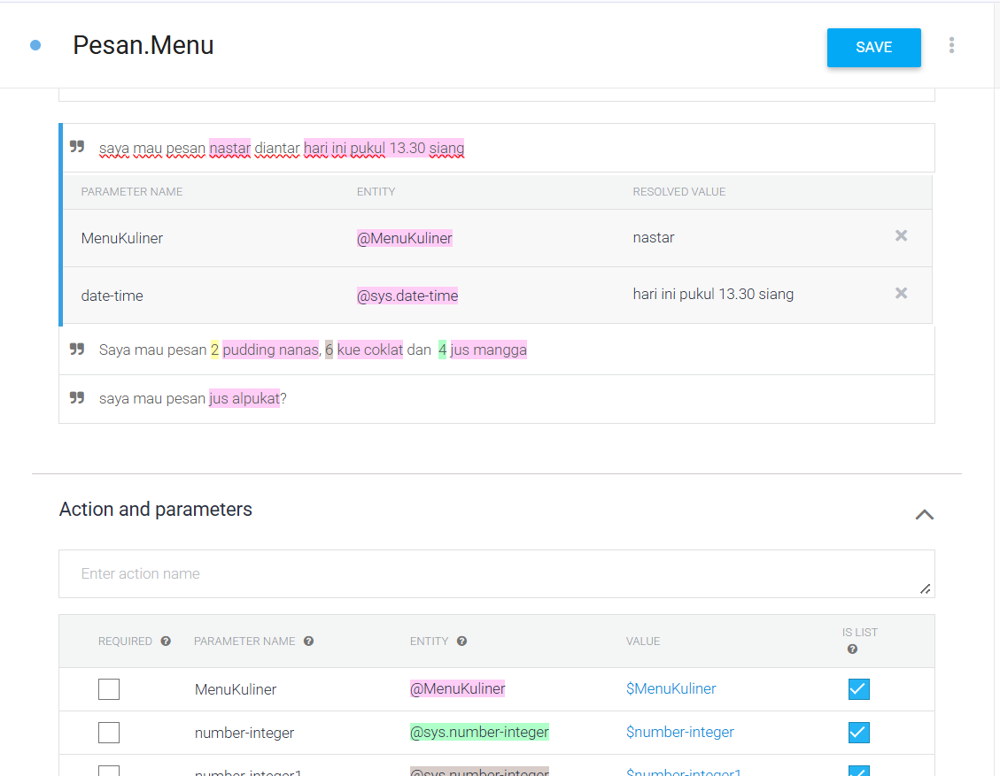 Pesan.Menu
SAVE
saya mau pesan nastar diantar hari ini pukul 13.30 siang
PARAMETER NAME ENTITY RESOLVED VALUE
MenuKuliner @MenuKuliner nastar
date-time @sys.date-time hari ini pukul 13.30 siang
Saya mau pesan 2 pudding nanas, 6 kue coklat dan 4 jus mangga
saya mau pesan jus alpukat?
Action and parameters
Enter action name
REQUIRED PARAMETER NAME ENTITY VALUE IS LIST
MenuKuliner @MenuKuliner $MenuKuliner
number-integer @sys.number-integer $number-integer
number-integer1 @sys.number-integer $number-integer1